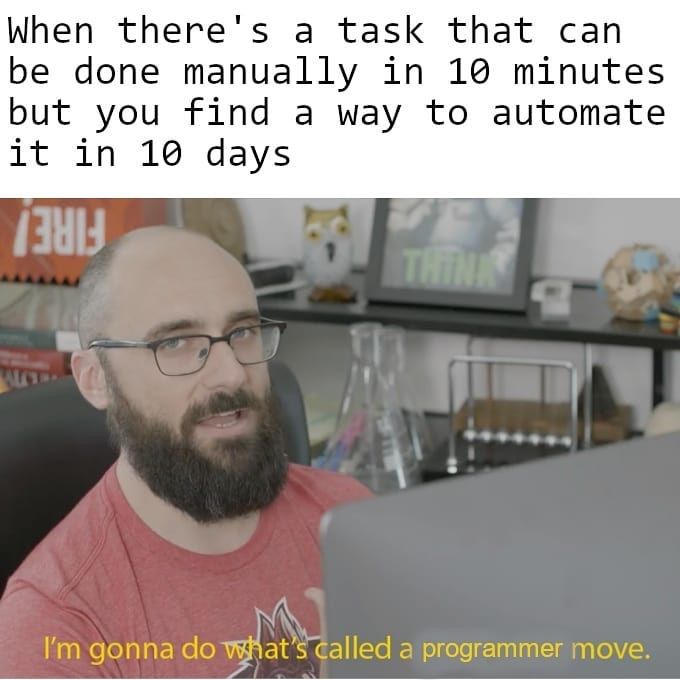 When there's a task that can
be done manually in 10 minutes
but you find a way to automate
it in 10 days
FIRE!
THINK
I'm gonna do what's called a programmer move.